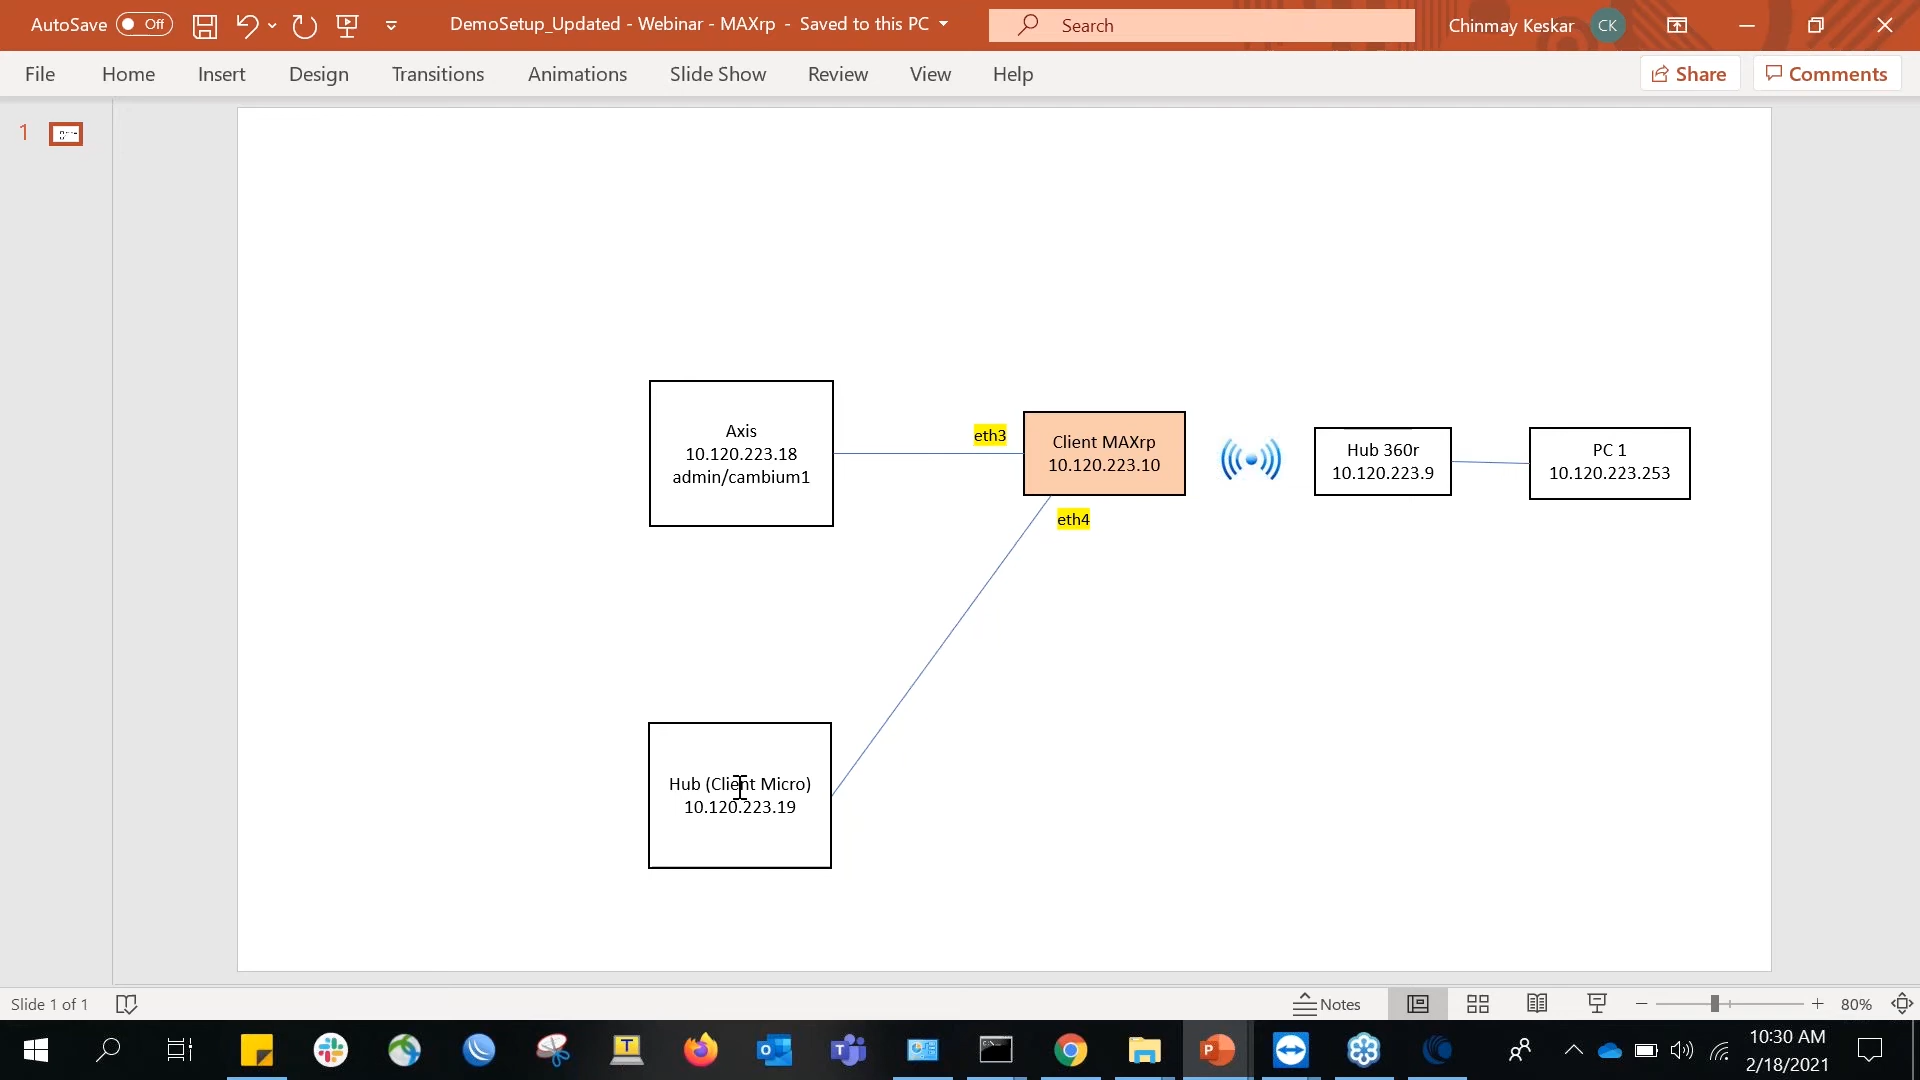 AutoSave Off
DemoSetup_Updated - Webinar - MAXrp - Saved to this PC
Search
Chinmay Keskar CK
File Home Insert Design Transitions Animations Slide Show Review View Help
Share Comments
1
Axis
10.120.223.18
admin/cambium1
eth3
Client MAXrp
10.120.223.10
eth4
Hub 360r
10.120.223.9
PC 1
10.120.223.253
Hub (Client Micro)
10.120.223.19
Slide 1 of 1
Notes
80%
10:30 AM
2/18/2021